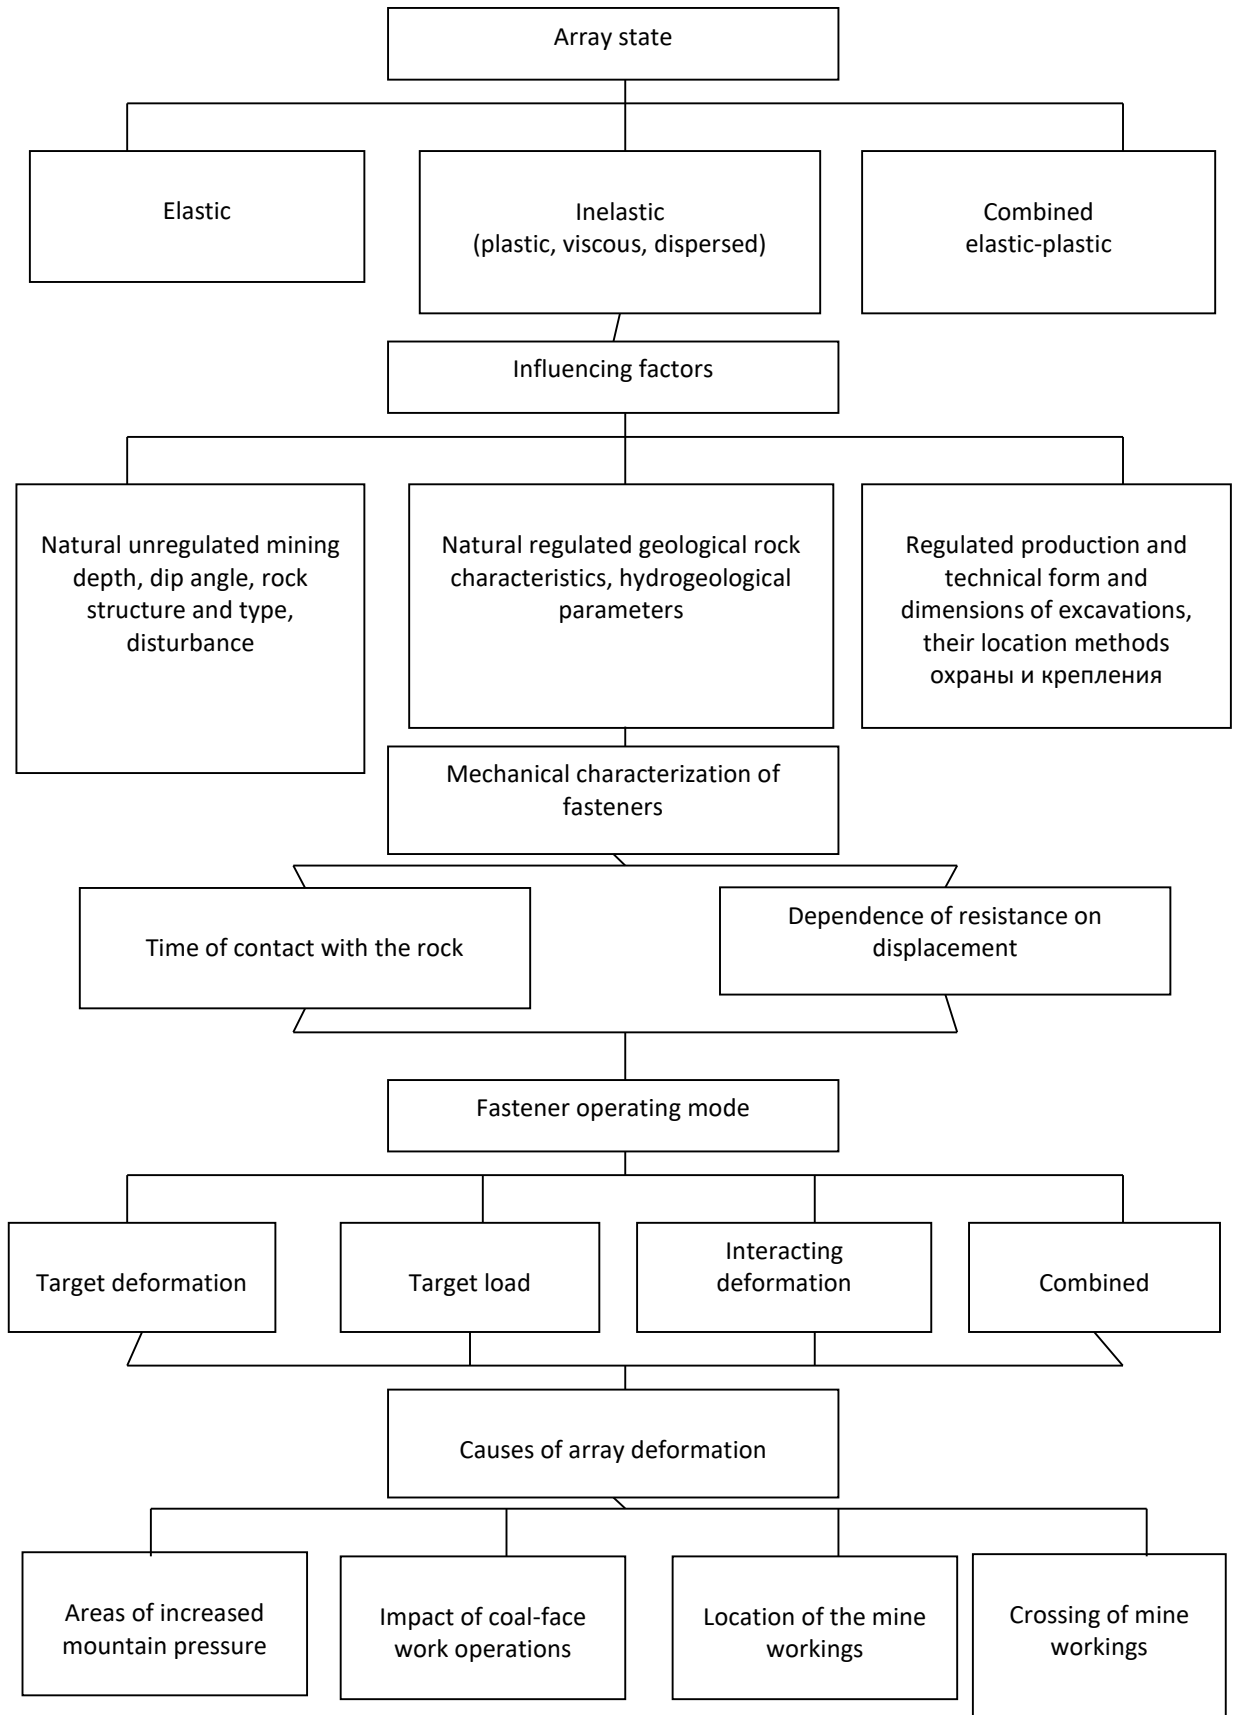 Array state
Elastic
Inelastic
(plastic, viscous, dispersed)
Combined
elastic-plastic
Influencing factors
Natural unregulated mining
depth, dip angle, rock
structure and type,
disturbance
Natural regulated geological rock
characteristics, hydrogeological
parameters
Regulated production and
technical form and
dimensions of excavations,
their location methods
охраны и крепления
Mechanical characterization of
fasteners
Time of contact with the rock
Dependence of resistance on
displacement
Fastener operating mode
Target deformation
Target load
Interacting
deformation
Combined
Causes of array deformation
Areas of increased
mountain pressure
Impact of coal-face
work operations
Location of the mine
workings
Crossing of mine
workings